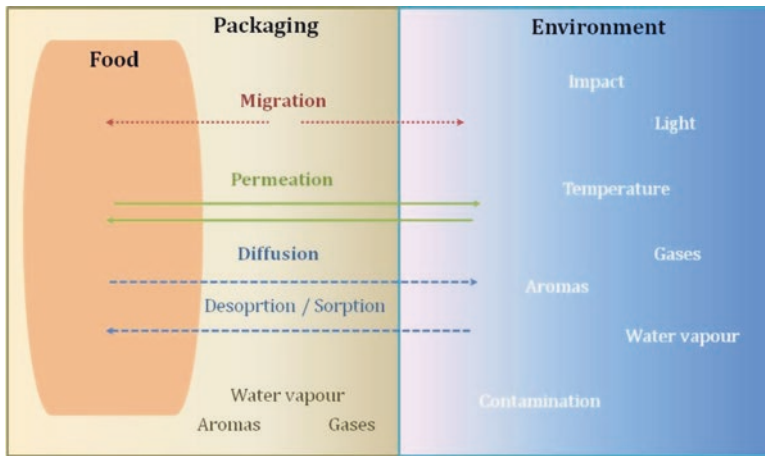 Packaging
Environment
Food
Impact
Migration
Light
Permeation
Temperature
Diffusion
Gases
Aromas
Desoprtion / Sorption
Water vapour
Water vapour
Contamination
Aromas
Gases